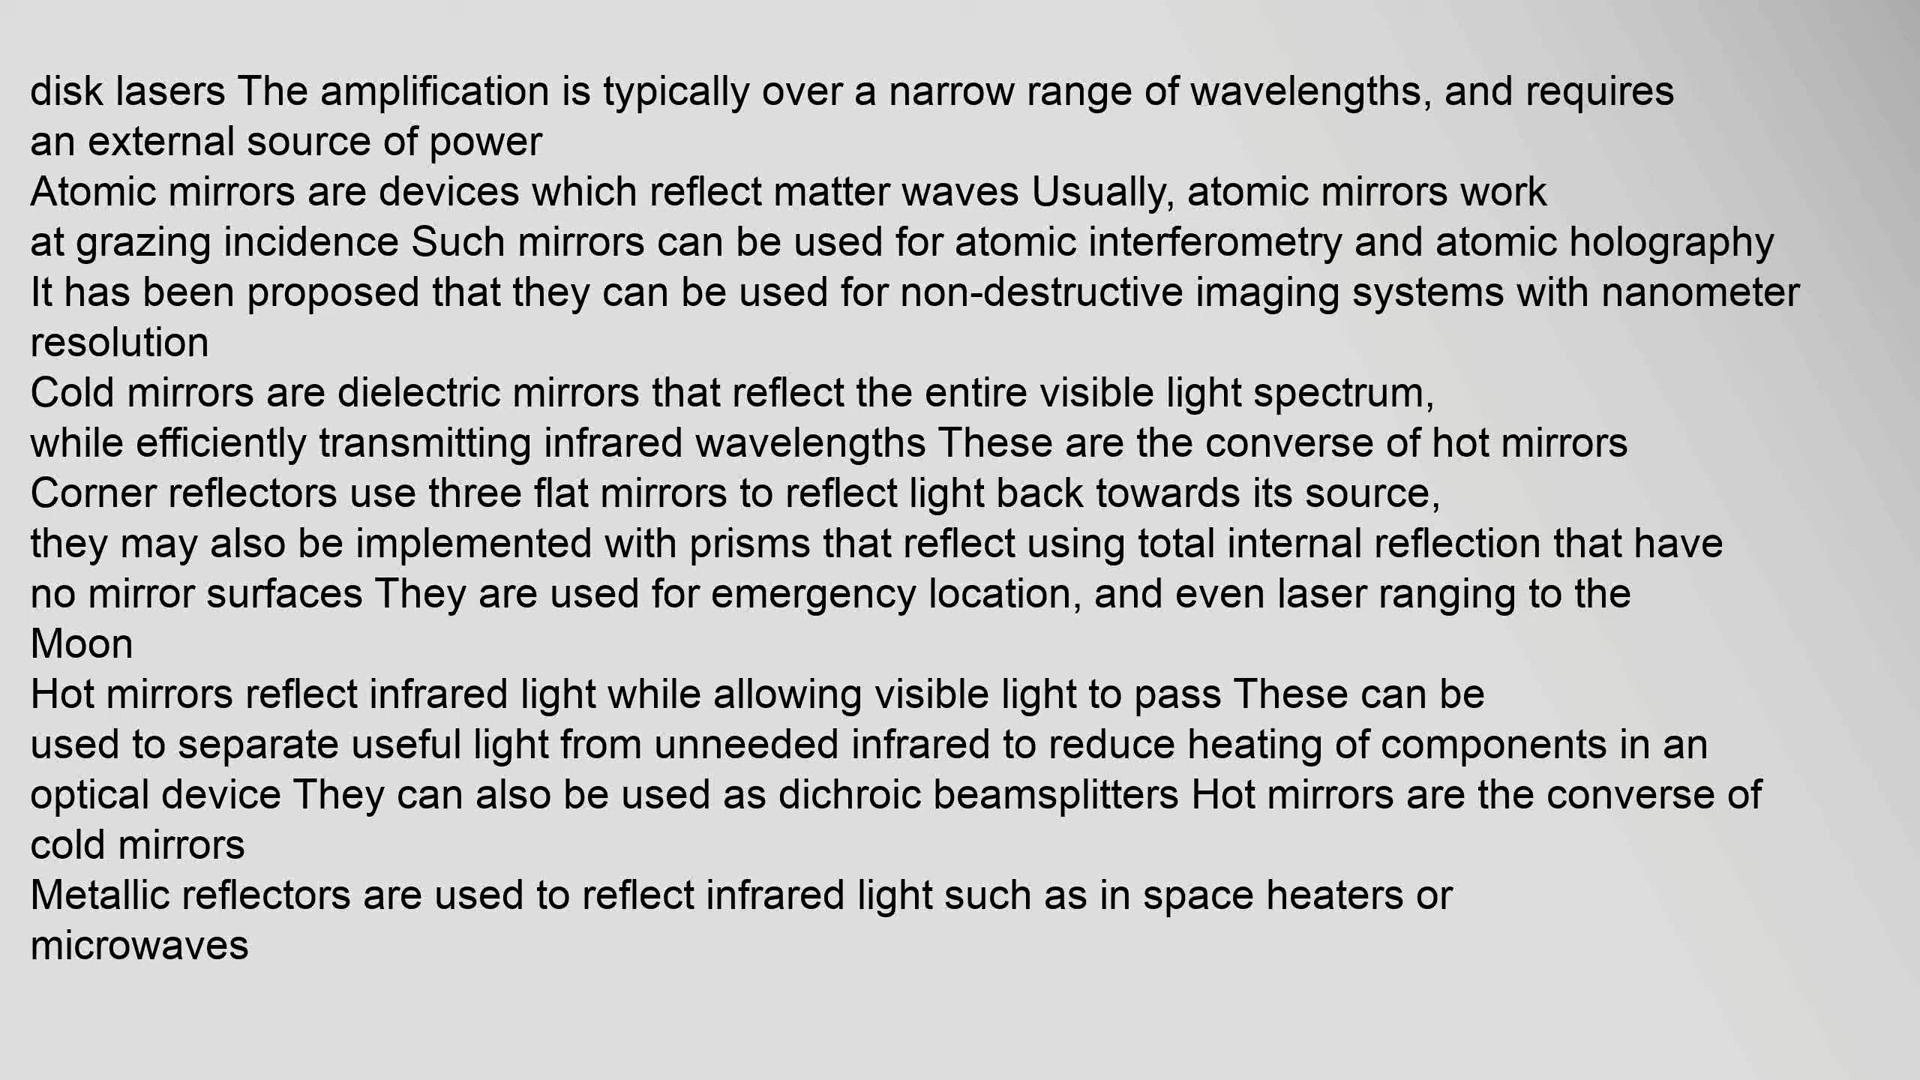 disk lasers The amplification is typically over a narrow range of wavelengths, and requires
an external source of power
Atomic mirrors are devices which reflect matter waves Usually, atomic mirrors work
at grazing incidence Such mirrors can be used for atomic interferometry and atomic holography
It has been proposed that they can be used for non-destructive imaging systems with nanometer
resolution
Cold mirrors are dielectric mirrors that reflect the entire visible light spectrum,
while efficiently transmitting infrared wavelengths These are the converse of hot mirrors
Corner reflectors use three flat mirrors to reflect light back towards its source,
they may also be implemented with prisms that reflect using total internal reflection that have
no mirror surfaces They are used for emergency location, and even laser ranging to the
Moon
Hot mirrors reflect infrared light while allowing visible light to pass These can be
used to separate useful light from unneeded infrared to reduce heating of components in an
optical device They can also be used as dichroic beamsplitters Hot mirrors are the converse of
cold mirrors
Metallic reflectors are used to reflect infrared light such as in space heaters or
microwaves